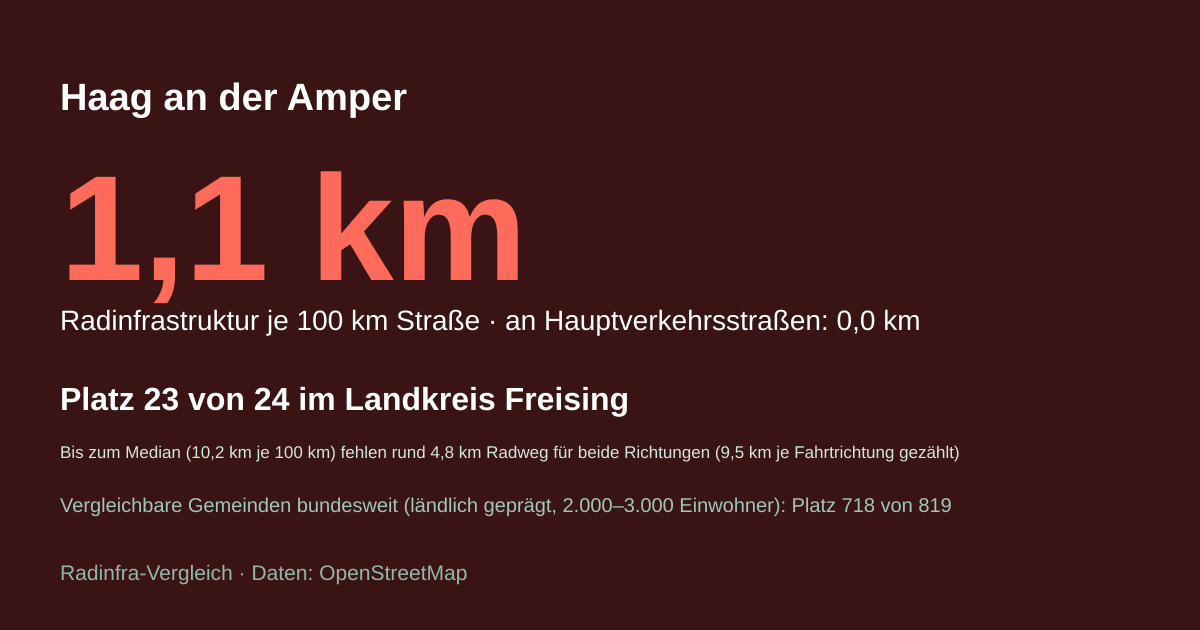 Haag an der Amper
1,1 km
Radinfrastruktur je 100 km Straße · an Hauptverkehrsstraßen: 0,0 km
Platz 23 von 24 im Landkreis Freising
Bis zum Median (10,2 km je 100 km) fehlen rund 4,8 km Radweg für beide Richtungen (9,5 km je Fahrtrichtung gezählt)
Vergleichbare Gemeinden bundesweit (ländlich geprägt, 2.000–3.000 Einwohner): Platz 718 von 819
Radinfra-Vergleich · Daten: OpenStreetMap